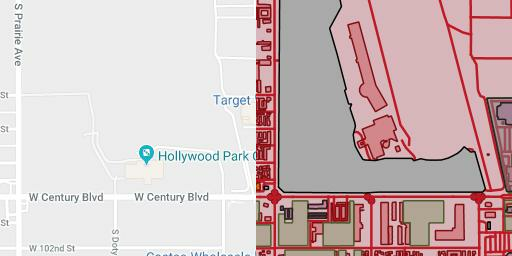 S Prairie Ave
St
Target
St
Hollywood Park
St
W Century Blvd
W Century Blvd
S Doty
W 102nd St